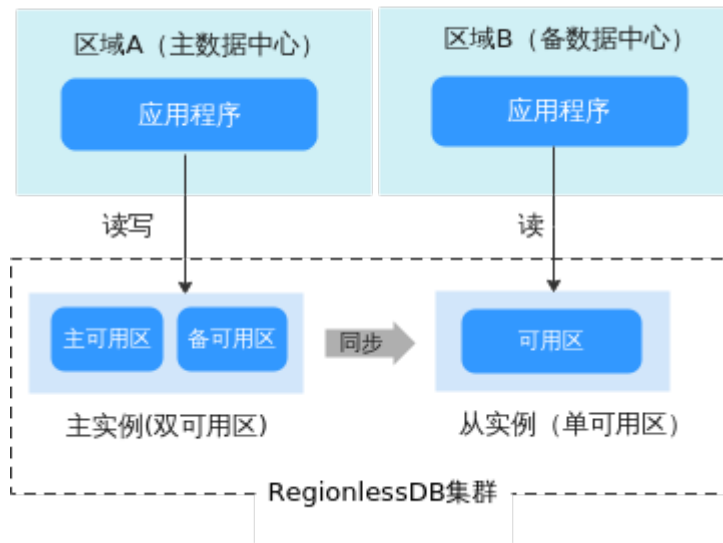 区域A（主数据中心）
区域B（备数据中心）
应用程序
应用程序
读写
读
主可用区
备可用区
同步
可用区
主实例(双可用区)
从实例（单可用区）
RegionlessDB集群